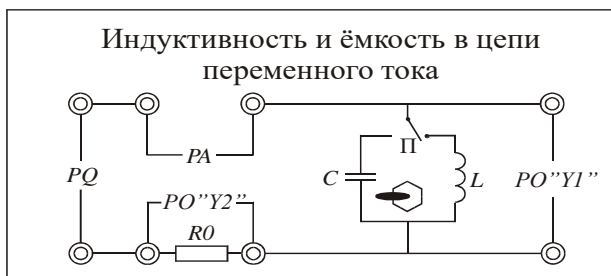 Индуктивность и ёмкость в цепи
переменного тока
П
PA
PQ
C
L
PO”Y1”
PO”Y2”
R0